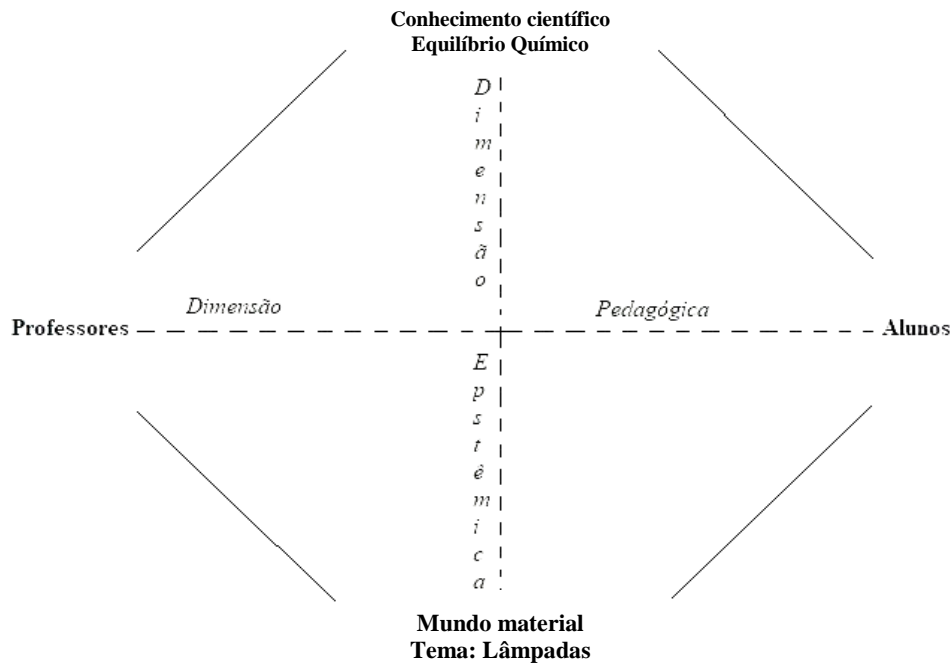 Conhecimento científico
Equilíbrio Químico
Dimensão
Dimensão
Pedagógica
Professores
Alunos
Epstêmica
Mundo material
Tema: Lâmpadas